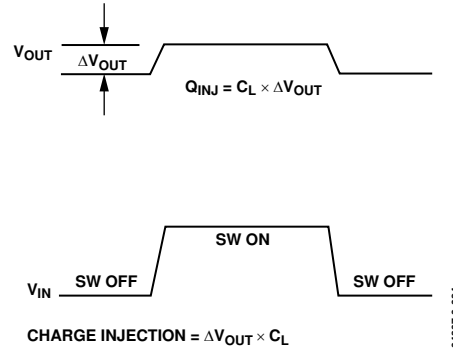 VOUT
ΔVOUT
QINJ = CL × ΔVOUT
SW ON
VIN
SW OFF
SW OFF
CHARGE INJECTION = ΔVOUT × CL